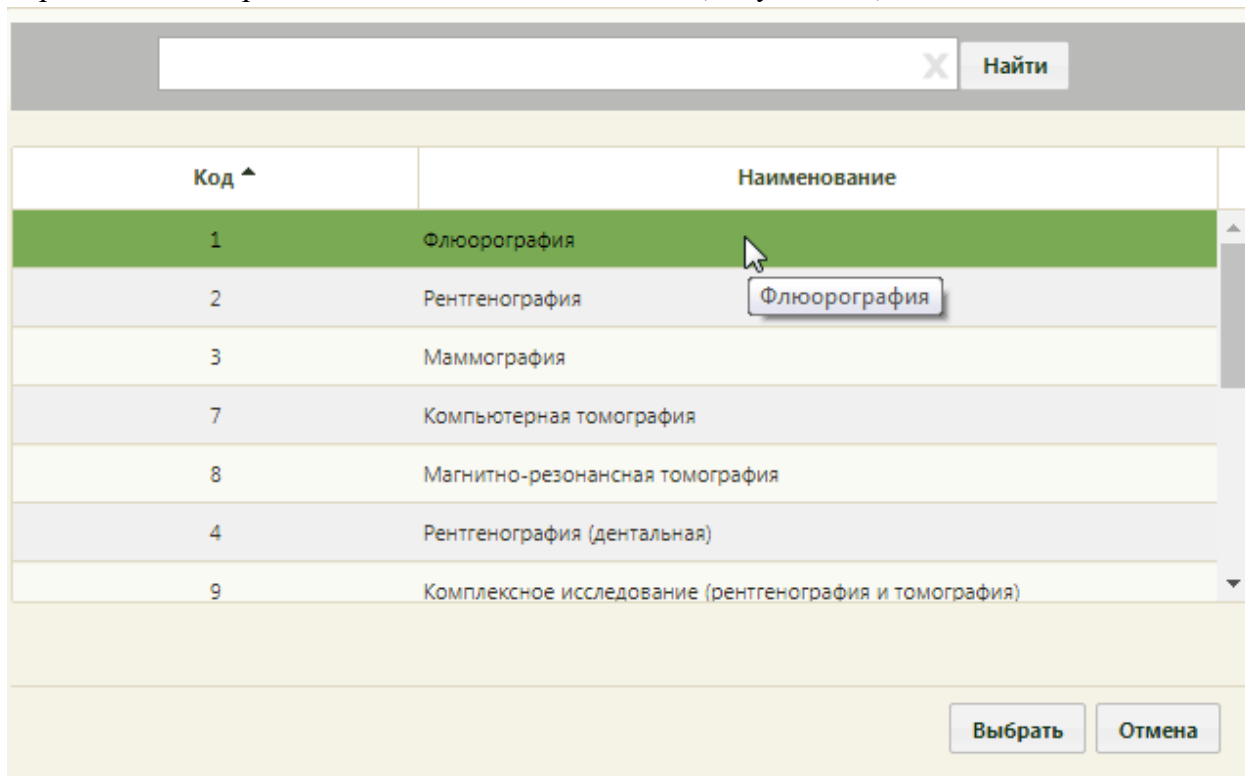 X Найти
Код Наименование
1 Флюорография
Флюорография
2 Рентгенография
3 Маммография
7 Компьютерная томография
8 Магнитно-резонансная томография
4 Рентгенография (дентальная)
9 Комплексное исследование (рентгенография и томография)
Выбрать Отмена